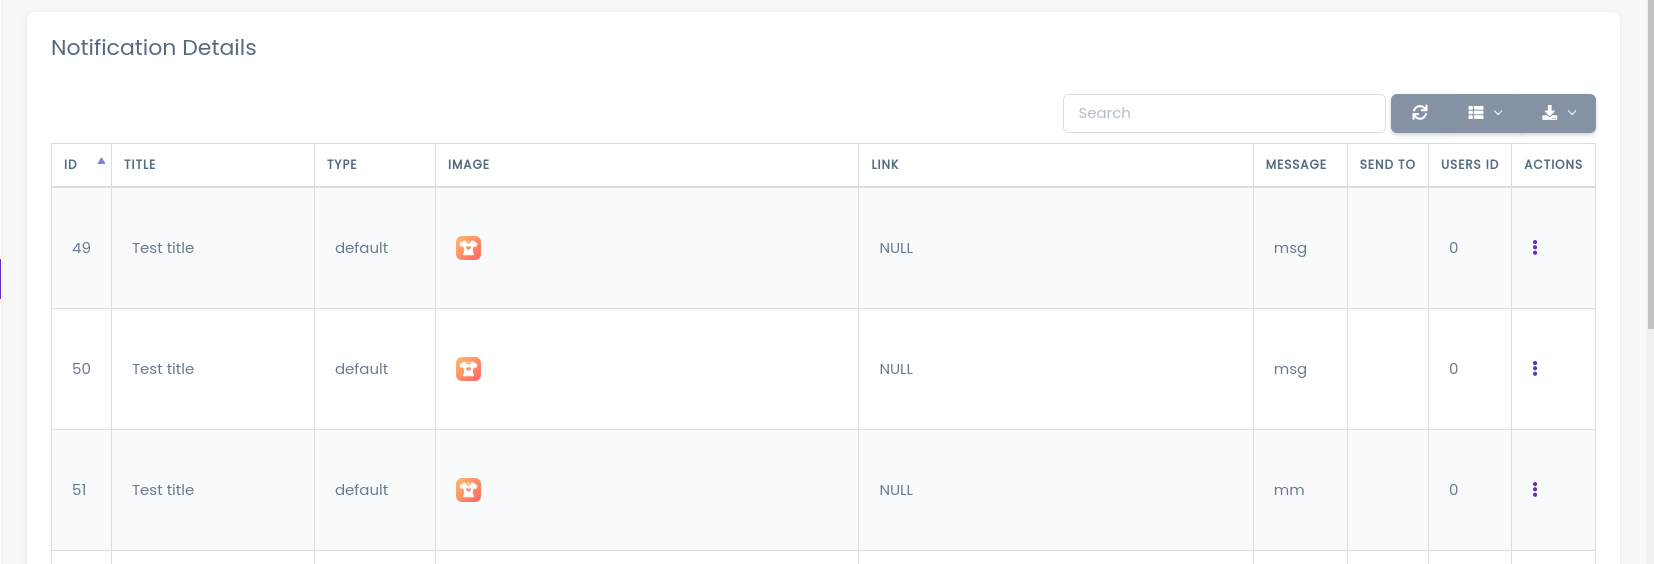 Notification Details
Search
ID TITLE TYPE IMAGE LINK MESSAGE SEND TO USERS ID ACTIONS
49 Test title default NULL msg 0
50 Test title default NULL msg 0
51 Test title default NULL mm 0